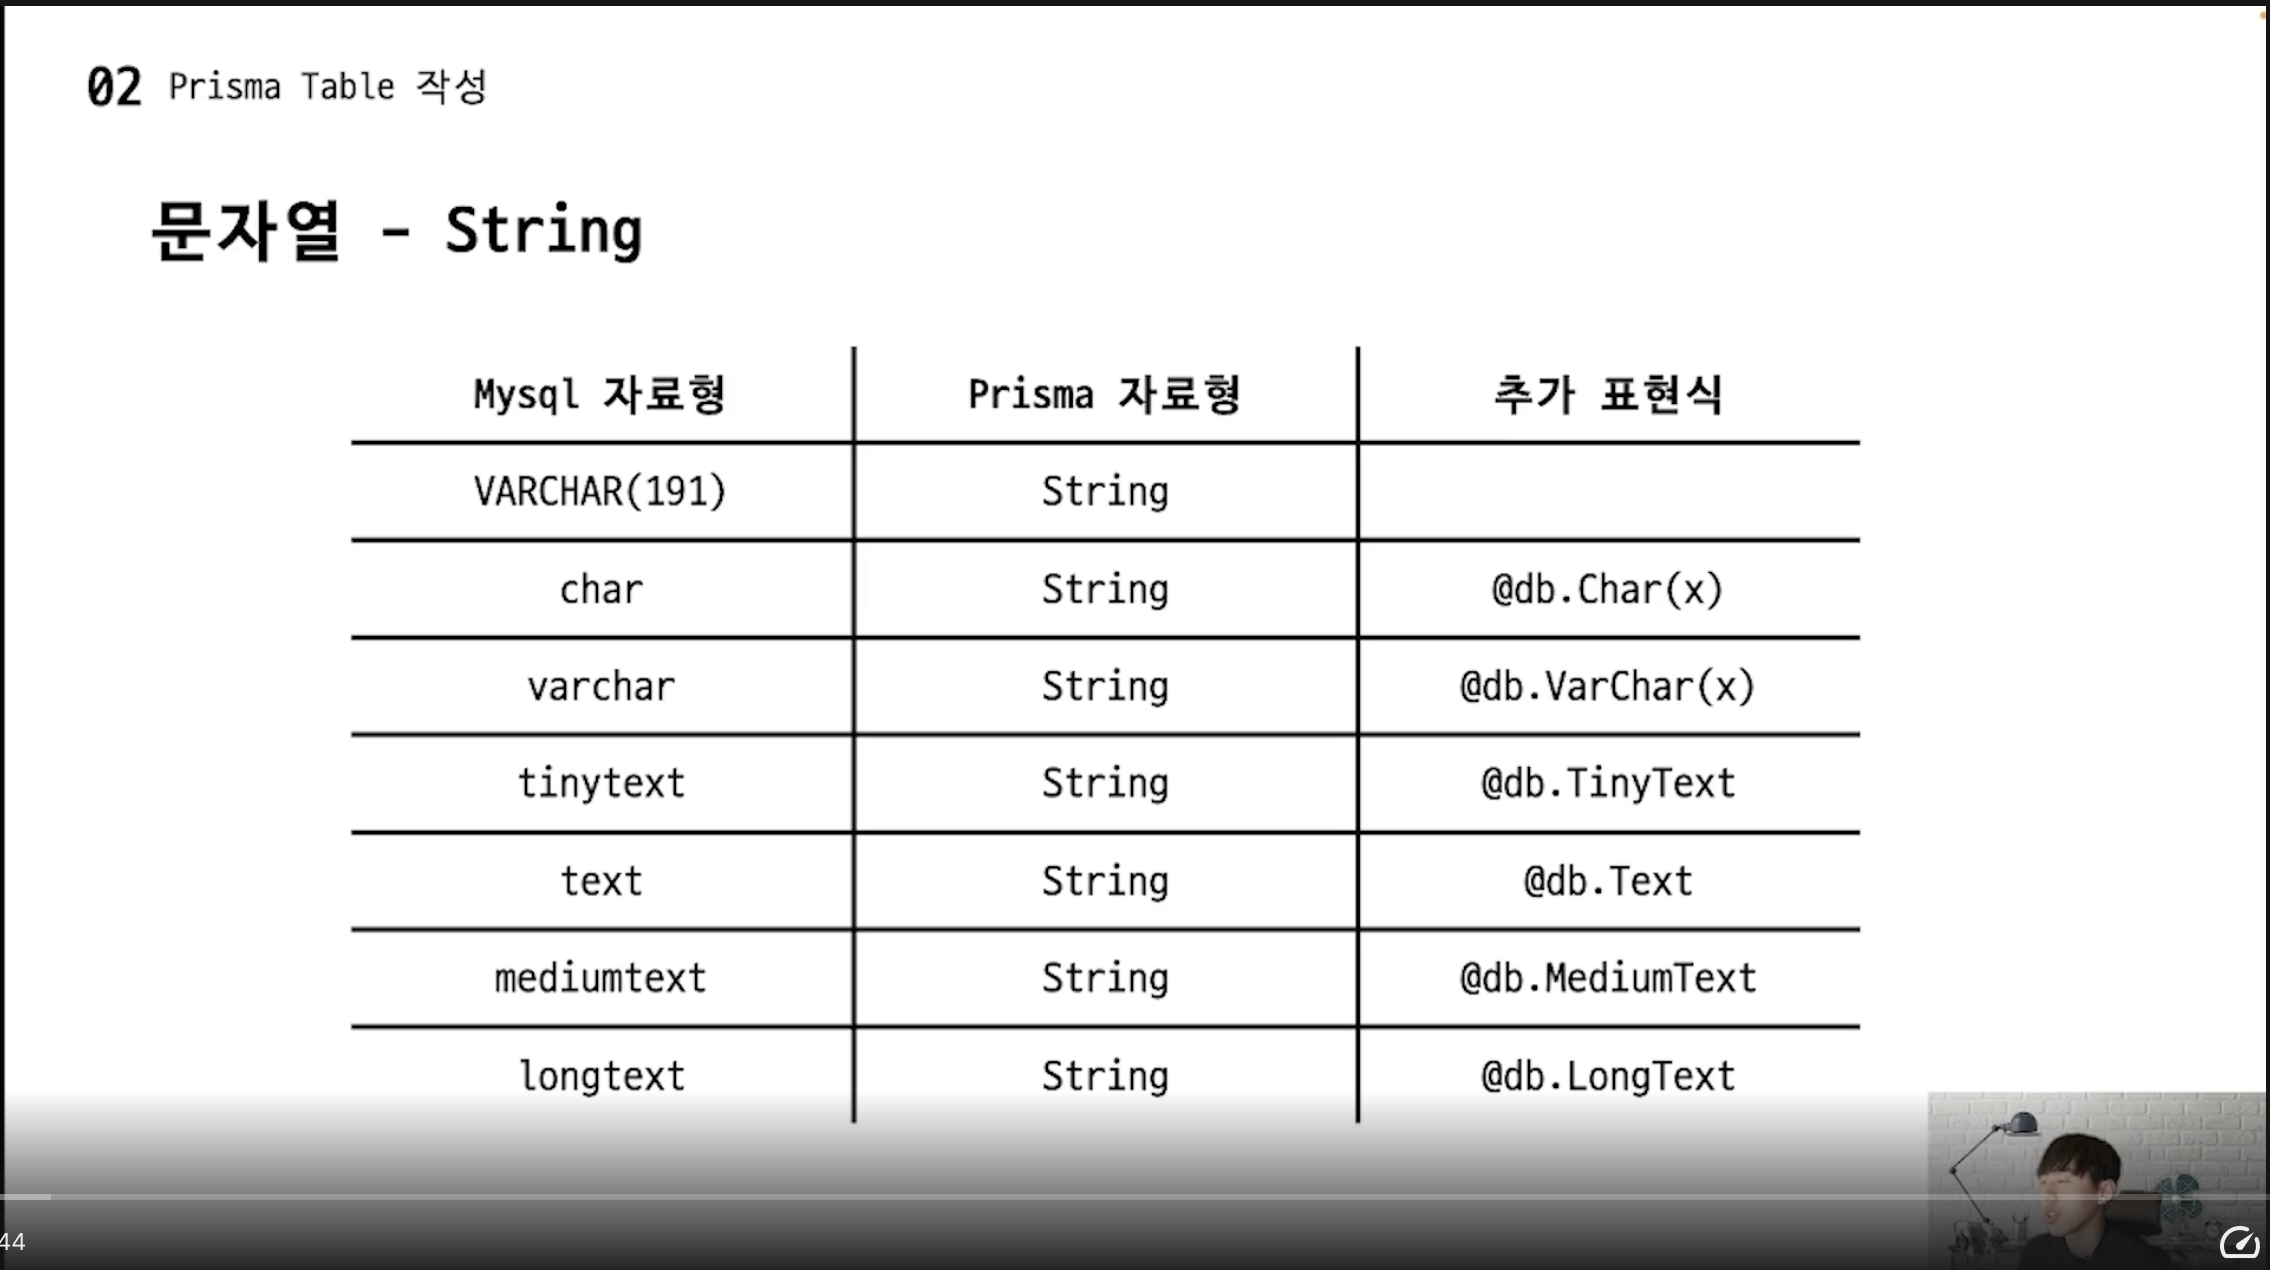 02 Prisma Table 작성
문자열 - String
Mysql 자료형 Prisma 자료형 추가 표현식
VARCHAR(191) String
char String @db.Char(x)
varchar String @db.VarChar(x)
tinytext String @db.TinyText
text String @db.Text
mediumtext String @db.MediumText
longtext String @db.LongText
44